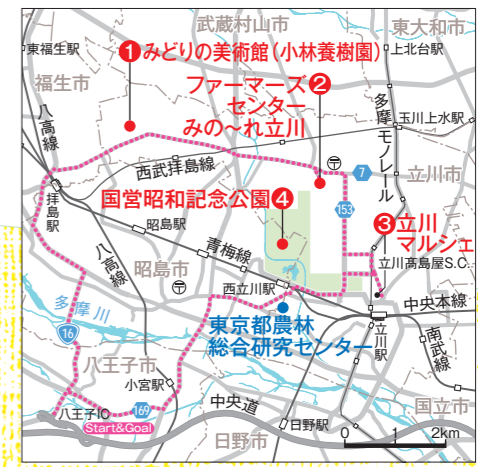 武蔵村山市
東大和市
東福生駅
❶みどりの美術館（小林養樹園）
上北台駅
福生市
ファーマーズ❷
センター
みの〜れ立川
八高線
多摩モノレール
玉川上水駅
西武拝島線
〒
7
立川市
拝島駅
国営昭和記念公園❹
153
❸立川
マルシェ
昭島駅
青梅線
立川髙島屋S.C.
八高線
昭島市
〒
西立川駅
中央本線
多摩川
東京都農林
総合研究センター
立川駅
南武線
16
八王子市
小宮駅
八王子IC
169
中央道
国立市
Start&Goal
日野駅
日野市
0 1 2km